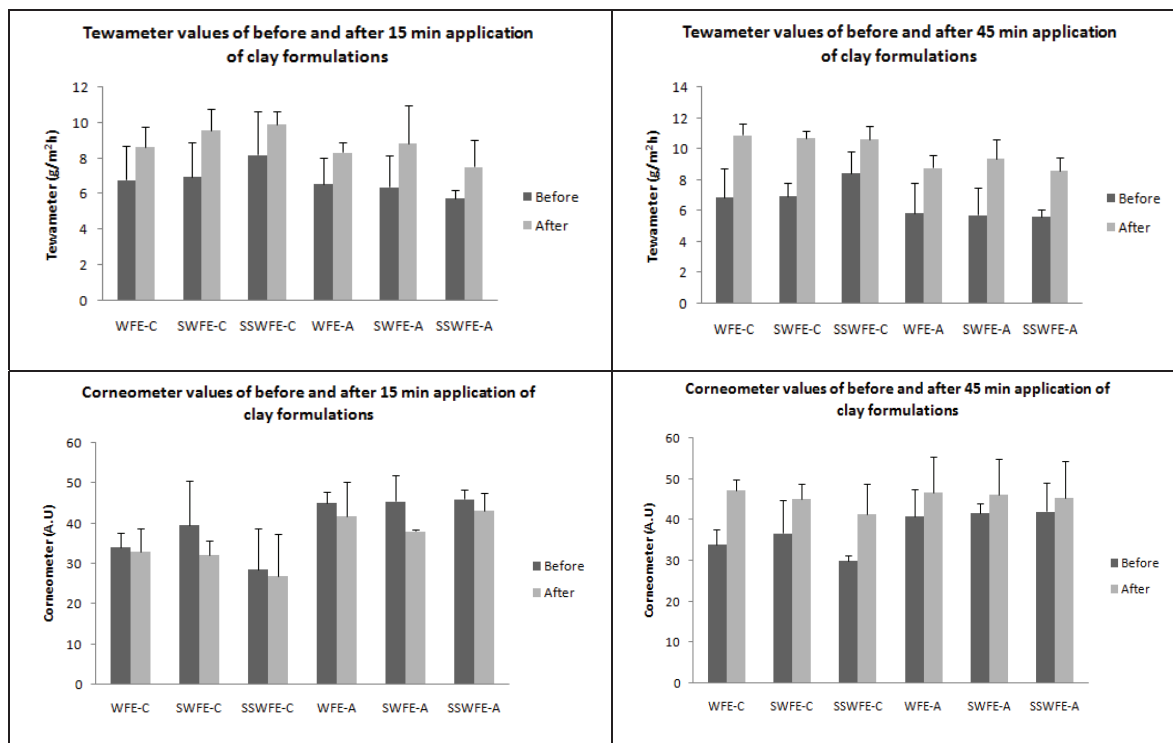 Tewameter values of before and after 15 min application
of clay formulations
Tewameter (g/m²h)
12
10
8
6
4
2
0
WFE-C SWFE-C SSWFE-C WFE-A SWFE-A SSWFE-A
Before
After
Tewameter values of before and after 45 min application
of clay formulations
Tewameter (g/m²h)
14
12
10
8
6
4
2
0
WFE-C SWFE-C SSWFE-C WFE-A SWFE-A SSWFE-A
Before
After
Corneometer values of before and after 15 min application of
clay formulations
Corneometer (A.U)
60
50
40
30
20
10
0
WFE-C SWFE-C SSWFE-C WFE-A SWFE-A SSWFE-A
Before
After
Corneometer values of before and after 45 min application of
clay formulations
Corneometer (A.U)
60
50
40
30
20
10
0
WFE-C SWFE-C SSWFE-C WFE-A SWFE-A SSWFE-A
Before
After